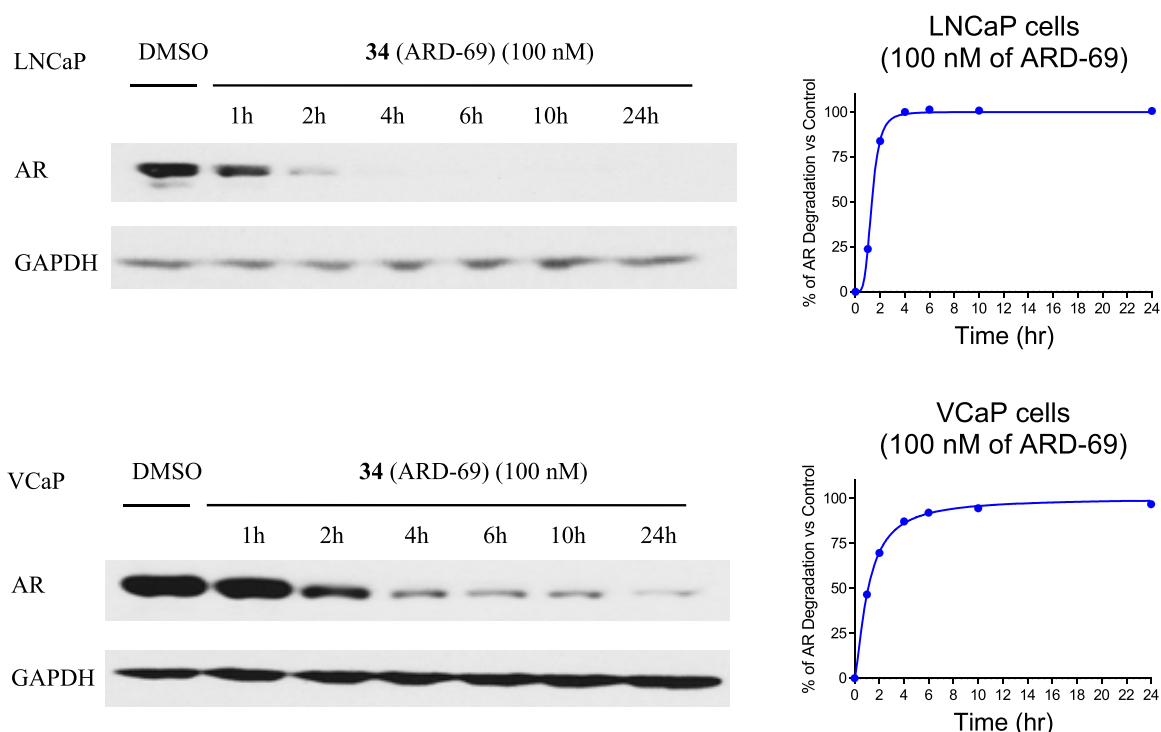 LNCaP
DMSO
34 (ARD-69) (100 nM)
1h 2h 4h 6h 10h 24h
AR
GAPDH
LNCaP cells
(100 nM of ARD-69)
% of AR Degradation vs Control
100
75
50
25
0
0 2 4 6 8 10 12 14 16 18 20 22 24
Time (hr)
VCaP
DMSO
34 (ARD-69) (100 nM)
1h 2h 4h 6h 10h 24h
AR
GAPDH
VCaP cells
(100 nM of ARD-69)
% of AR Degradation vs Control
100
75
50
25
0
0 2 4 6 8 10 12 14 16 18 20 22 24
Time (hr)